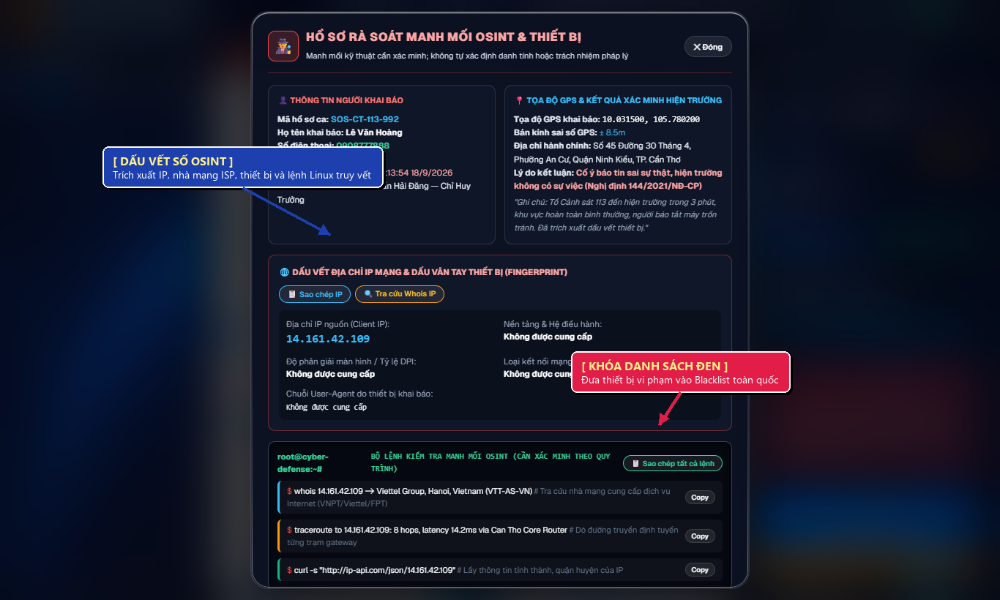 HỒ SƠ RÀ SOÁT MANH MỐI OSINT & THIẾT BỊ
Manh mối kỹ thuật cần xác minh; không tự xác định danh tính hoặc trách nhiệm pháp lý
✕ Đóng
THÔNG TIN NGƯỜI KHAI BÁO
Mã hồ sơ ca: SOS-CT-113-992
Họ tên khai báo: Lê Văn Hoàng
Số điện thoại: 0908777888
[ DẤU VẾT SỐ OSINT ]
Trích xuất IP, nhà mạng ISP, thiết bị và lệnh Linux truy vết
:13:54 18/9/2026
Hải Đăng — Chỉ Huy
Trưởng
TỌA ĐỘ GPS & KẾT QUẢ XÁC MINH HIỆN TRƯỜNG
Tọa độ GPS khai báo: 10.031500, 105.780200
Bán kính sai số GPS: ± 8.5m
Địa chỉ hành chính: Số 45 Đường 30 Tháng 4,
Phường An Cư, Quận Ninh Kiều, TP. Cần Thơ
Lý do kết luận: Cố ý báo tin sai sự thật, hiện trường
không có sự việc (Nghị định 144/2021/NĐ-CP)
"Ghi chú: Tổ Cảnh sát 113 đến hiện trường trong 3 phút,
khu vực hoàn toàn bình thường, người báo tắt máy trốn
tránh. Đã trích xuất dấu vết thiết bị."
DẤU VẾT ĐỊA CHỈ IP MẠNG & DẤU VÂN TAY THIẾT BỊ (FINGERPRINT)
Sao chép IP
Tra cứu Whois IP
Địa chỉ IP nguồn (Client IP):
14.161.42.109
Nền tảng & Hệ điều hành:
Không được cung cấp
Độ phân giải màn hình / Tỷ lệ DPI:
Không được cung cấp
Loại kết nối mạng
Không được cung
[ KHÓA DANH SÁCH ĐEN ]
Đưa thiết bị vi phạm vào Blacklist toàn quốc
Chuỗi User-Agent do thiết bị khai báo:
Không được cung cấp
root@cyber-
defense:~#
BỘ LỆNH KIỂM TRA MANH MỐI OSINT (CẦN XÁC MINH THEO QUY
TRÌNH)
Sao chép tất cả lệnh
$ whois 14.161.42.109 → Viettel Group, Hanoi, Vietnam (VTT-AS-VN) # Tra cứu nhà mạng cung cấp dịch vụ
Internet (VNPT/Viettel/FPT)
Copy
$ traceroute to 14.161.42.109: 8 hops, latency 14.2ms via Can Tho Core Router # Dò đường truyền định tuyến
từng trạm gateway
Copy
$ curl -s "http://ip-api.com/json/14.161.42.109" # Lấy thông tin tỉnh thành, quận huyện của IP
Copy